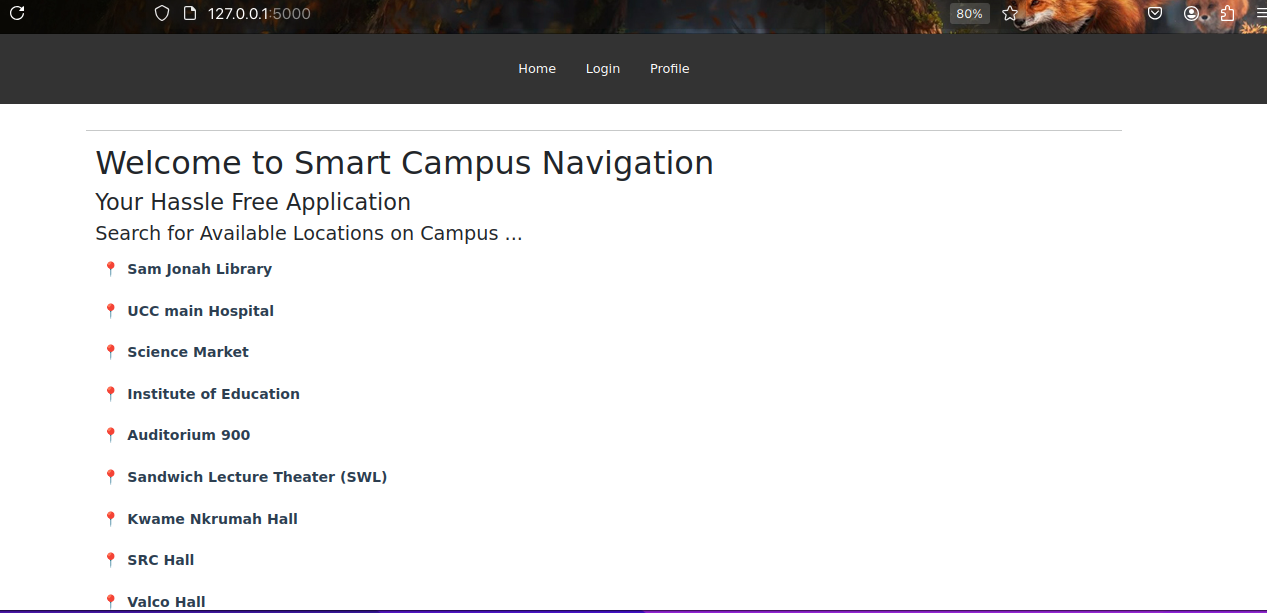 127.0.0.1:5000
80%
Home Login Profile
Welcome to Smart Campus Navigation
Your Hassle Free Application
Search for Available Locations on Campus ...
Sam Jonah Library
UCC main Hospital
Science Market
Institute of Education
Auditorium 900
Sandwich Lecture Theater (SWL)
Kwame Nkrumah Hall
SRC Hall
Valco Hall